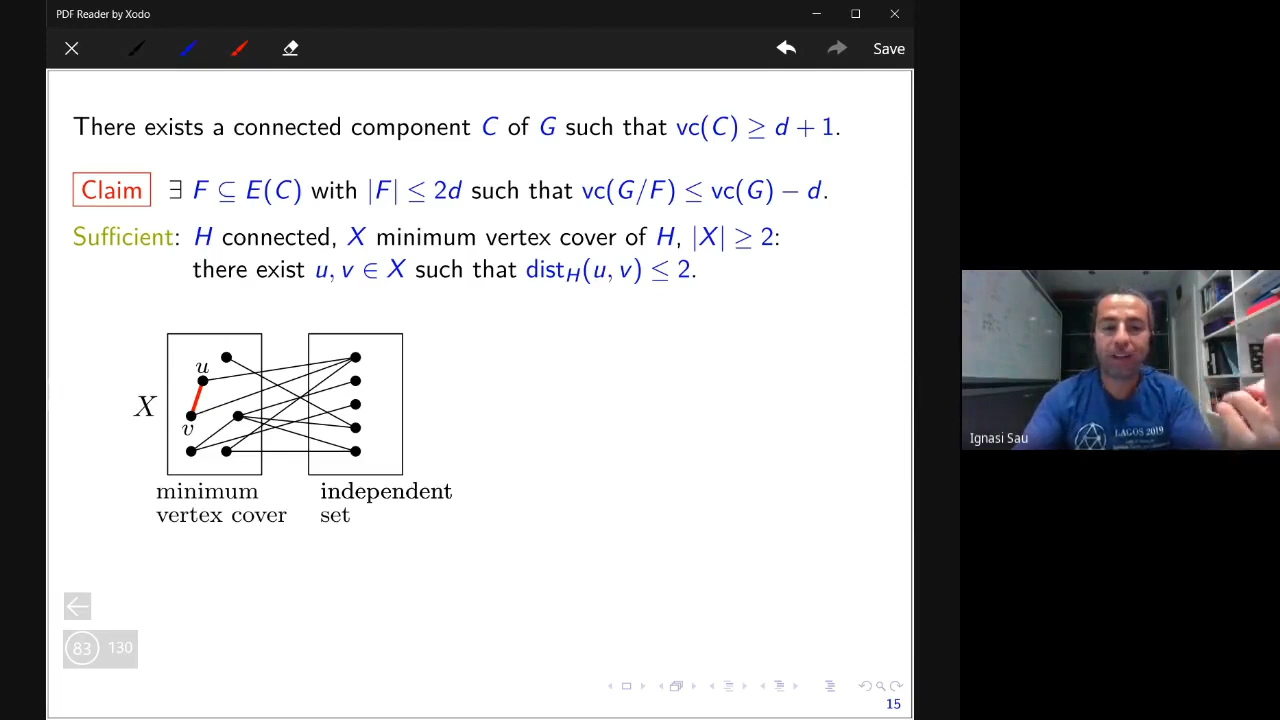 PDF Reader by Xodo
Save
There exists a connected component C of G such that vc(C) ≥ d + 1.
Claim ∃ F ⊆ E(C) with |F| ≤ 2d such that vc(G/F) ≤ vc(G) − d.
Sufficient: H connected, X minimum vertex cover of H, |X| ≥ 2:
there exist u, v ∈ X such that dist_H(u, v) ≤ 2.
u
X
v
minimum
vertex cover
independent
set
Ignasi Sau
LAGOS 2019
83 130
15